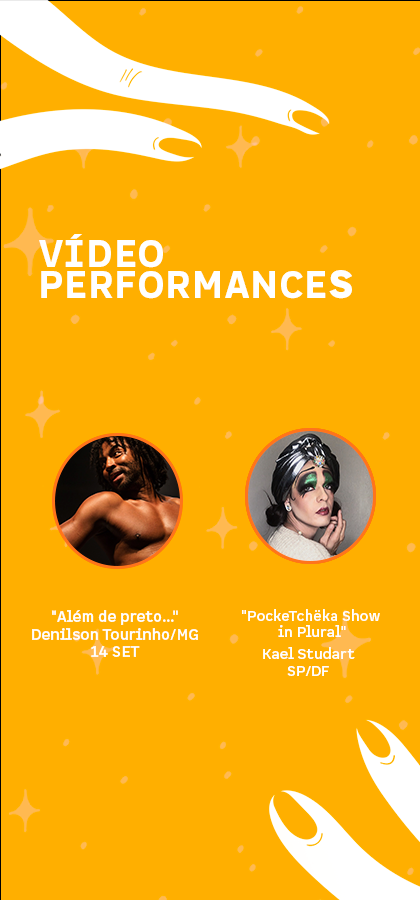 VÍDEO
PERFORMANCES
"Além de preto..."
Denilson Tourinho/MG
14 SET
"PockeTchëka Show
in Plural"
Kael Studart
SP/DF